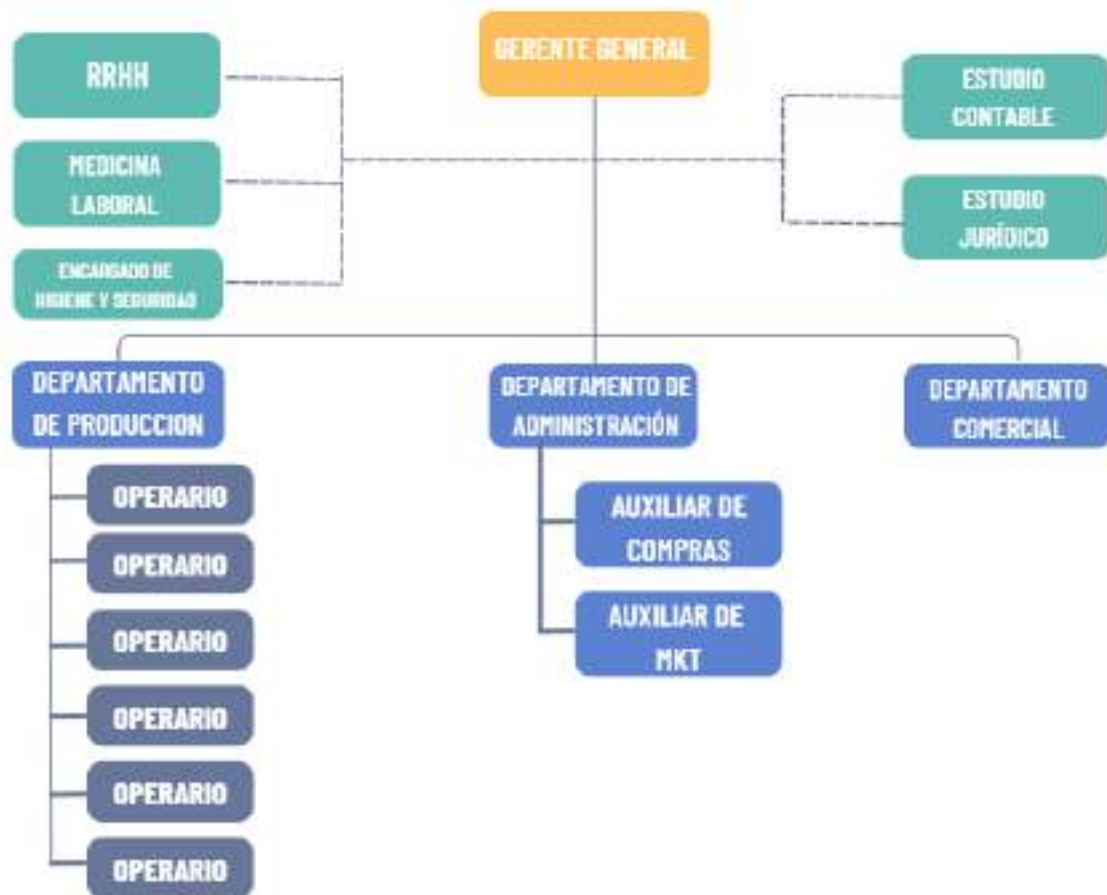 GERENTE GENERAL
RRHH
MEDICINA
LABORAL
ENCARGADO DE
HIGIENE Y SEGURIDAD
ESTUDIO
CONTABLE
ESTUDIO
JURÍDICO
DEPARTAMENTO
DE PRODUCCION
OPERARIO
OPERARIO
OPERARIO
OPERARIO
OPERARIO
OPERARIO
DEPARTAMENTO DE
ADMINISTRACIÓN
AUXILIAR DE
COMPRAS
AUXILIAR DE
MKT
DEPARTAMENTO
COMERCIAL